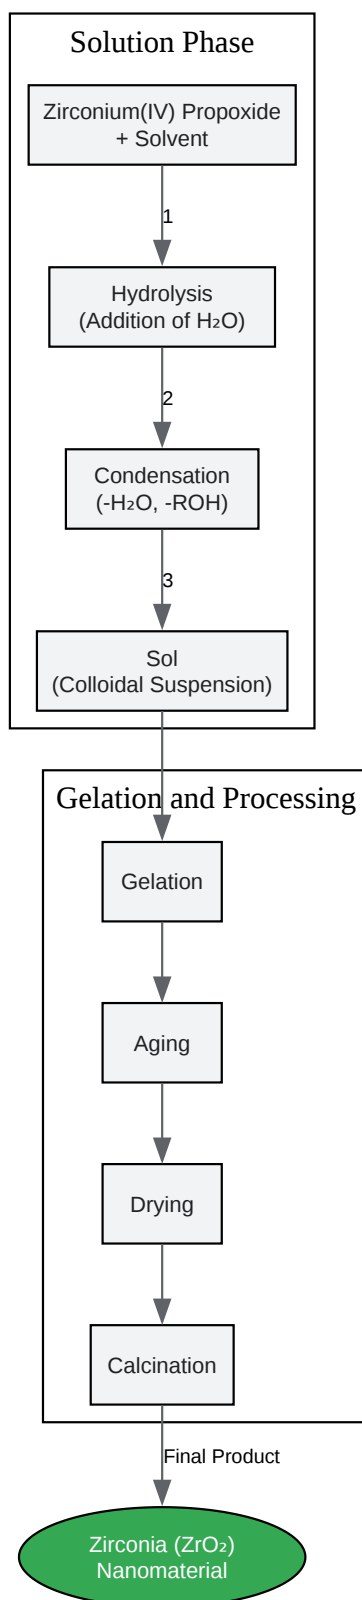 Solution Phase
Zirconium(IV) Propoxide
+ Solvent
1
Hydrolysis
(Addition of H₂O)
2
Condensation
(-H₂O, -ROH)
3
Sol
(Colloidal Suspension)
Gelation and Processing
Gelation
Aging
Drying
Calcination
Final Product
Zirconia (ZrO₂)
Nanomaterial